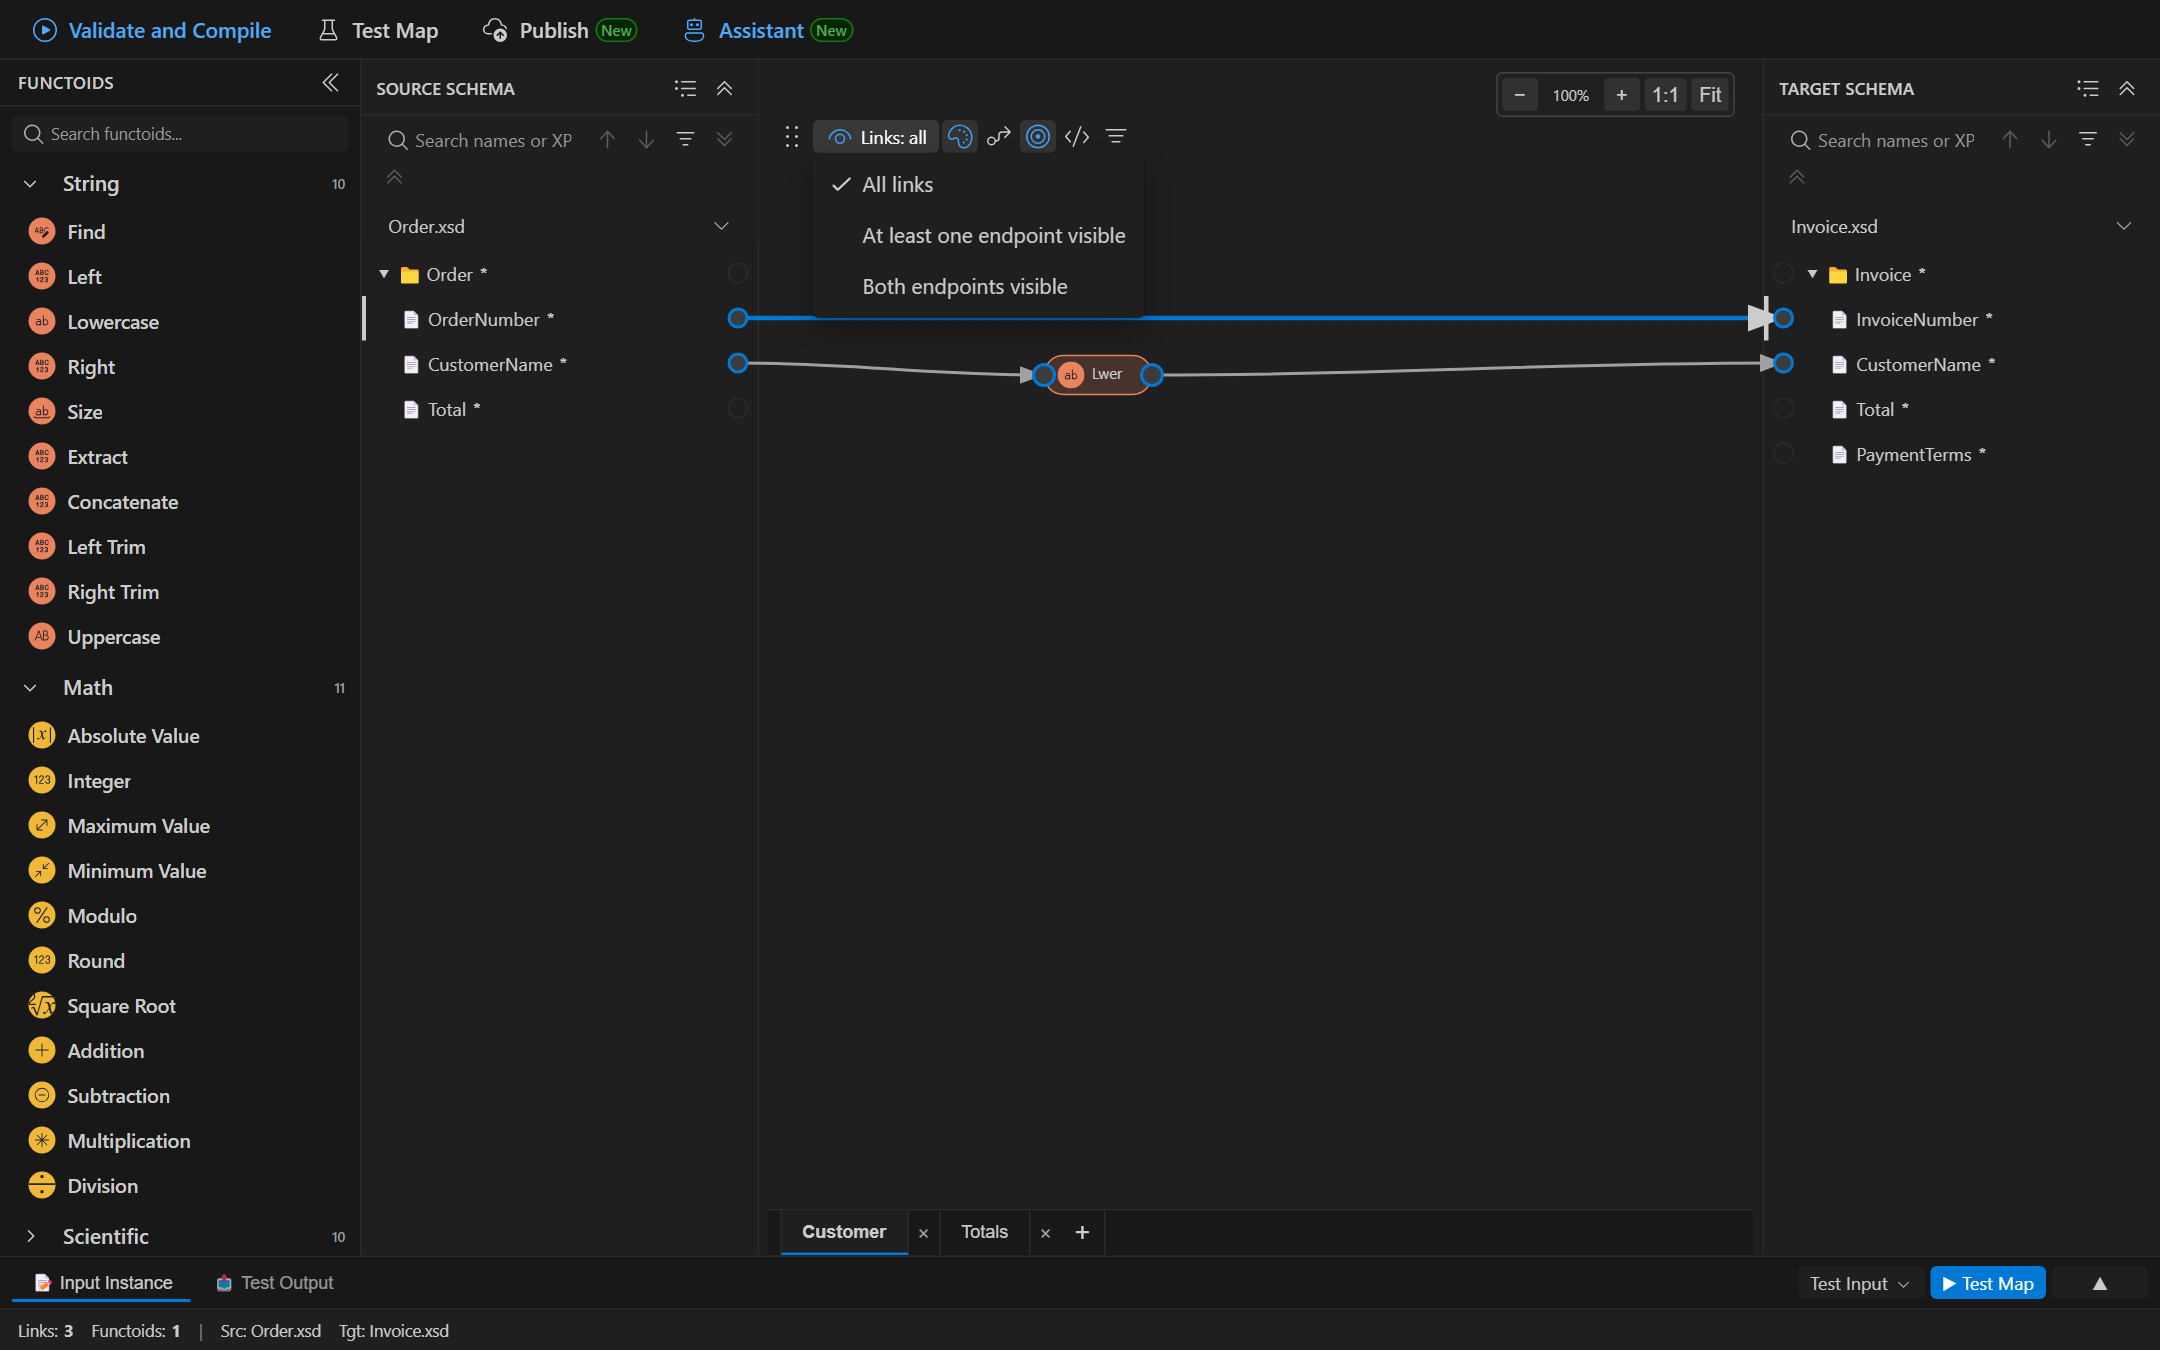 Validate and Compile
Test Map
Publish New
Assistant New
FUNCTOIDS
Search functoids...
String 10
Find
Left
Lowercase
Right
Size
Extract
Concatenate
Left Trim
Right Trim
Uppercase
Math 11
Absolute Value
Integer
Maximum Value
Minimum Value
Modulo
Round
Square Root
Addition
Subtraction
Multiplication
Division
Scientific 10
SOURCE SCHEMA
Search names or XP
Order.xsd
Order *
OrderNumber *
CustomerName *
Total *
Links: all
All links
At least one endpoint visible
Both endpoints visible
− 100% + 1:1 Fit
ab Lwer
Customer × Totals × +
TARGET SCHEMA
Search names or XP
Invoice.xsd
Invoice *
InvoiceNumber *
CustomerName *
Total *
PaymentTerms *
Input Instance
Test Output
Test Input
Test Map
Links: 3 Functoids: 1 | Src: Order.xsd Tgt: Invoice.xsd